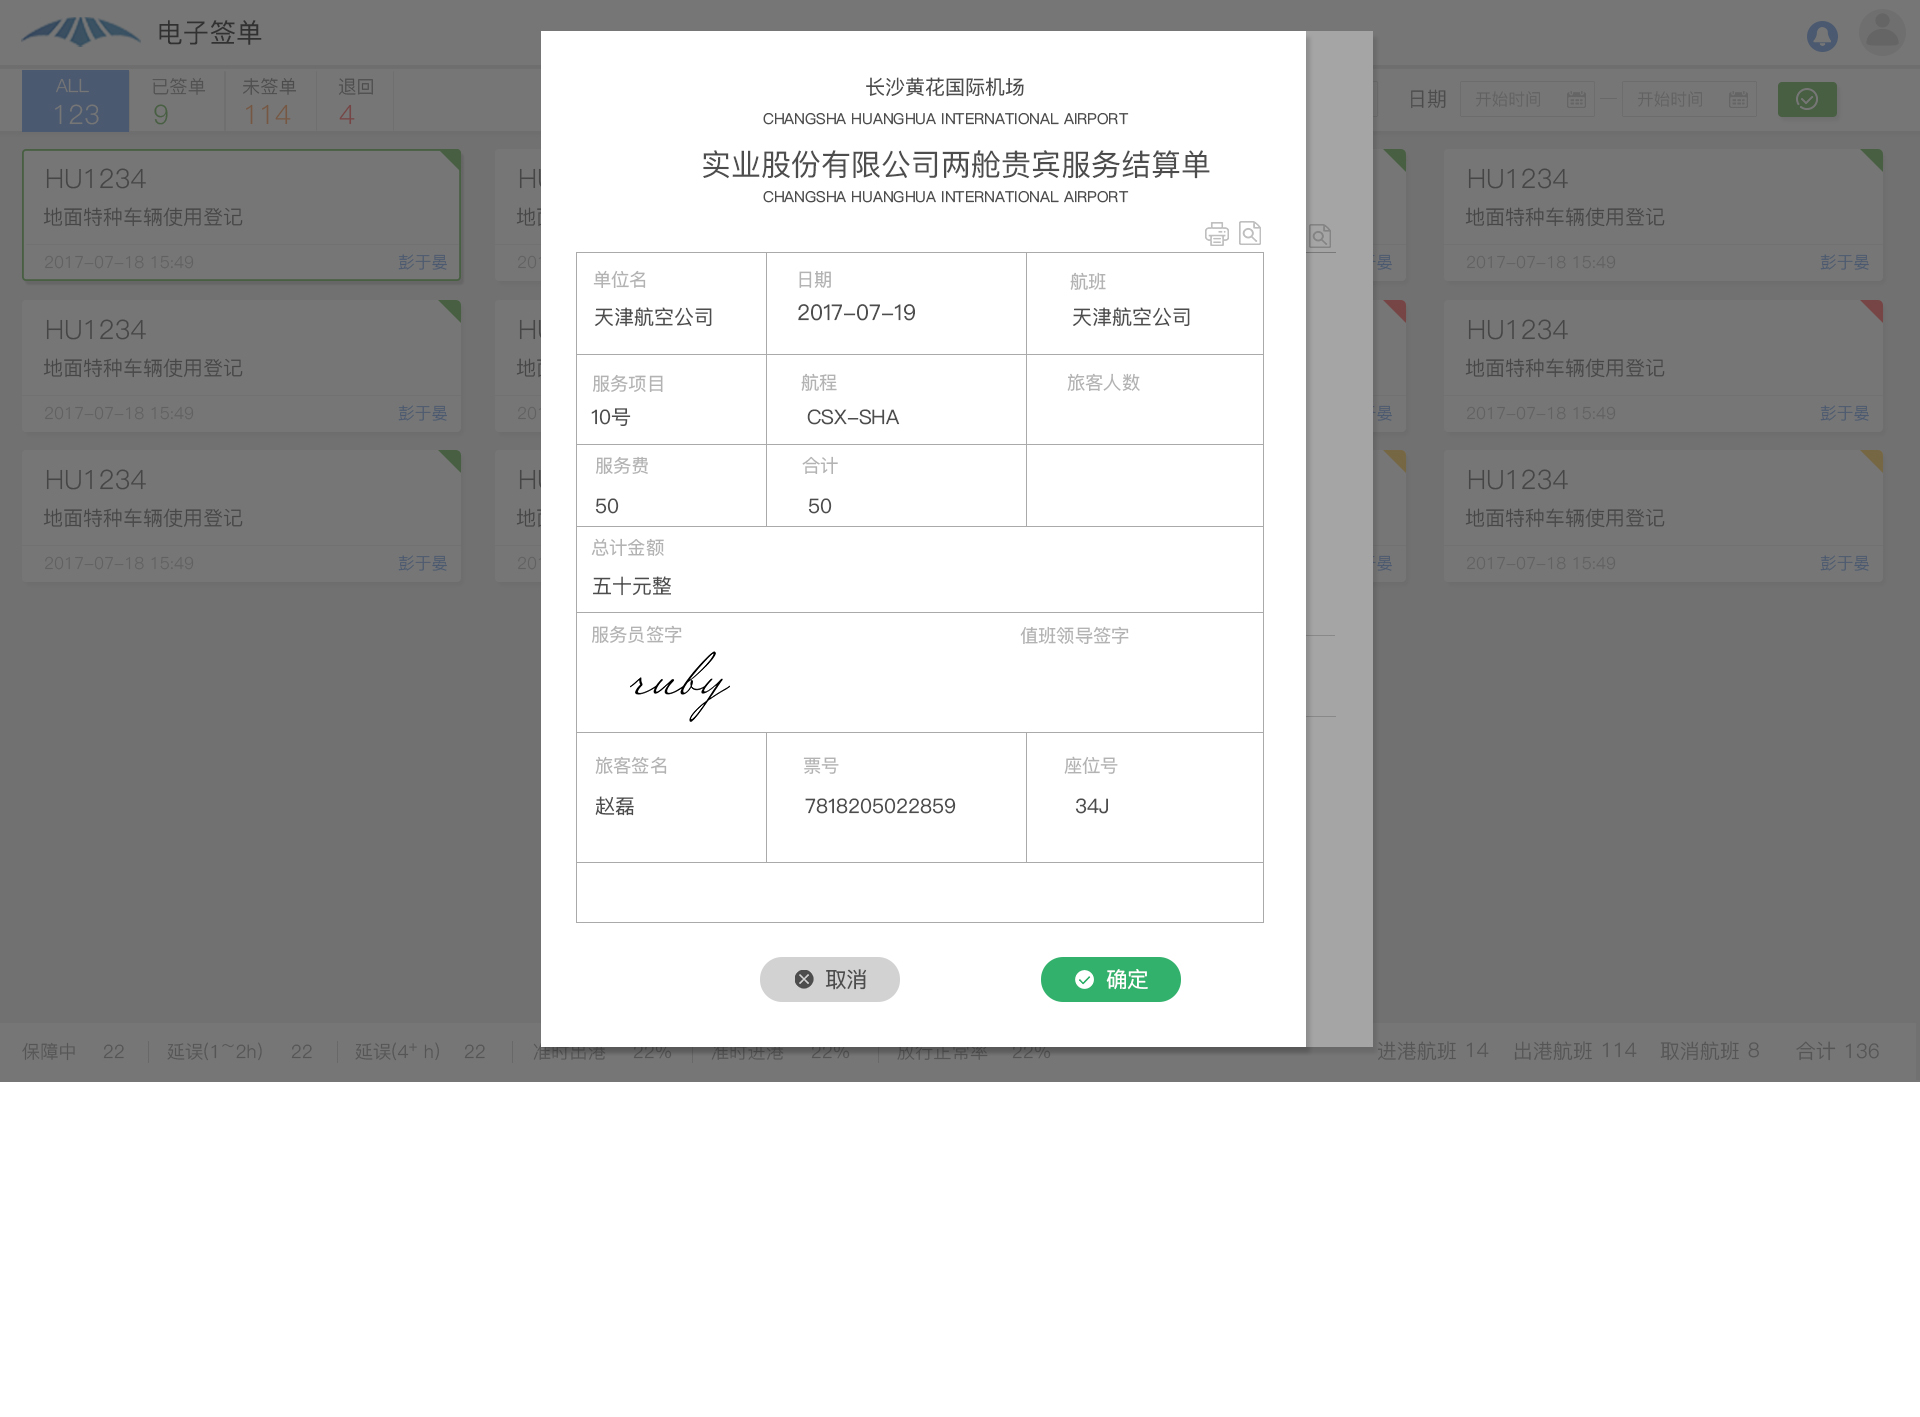 电子签单
ALL
123
已签单
9
未签单
114
退回
4
日期 开始时间 — 开始时间
长沙黄花国际机场
CHANGSHA HUANGHUA INTERNATIONAL AIRPORT
实业股份有限公司两舱贵宾服务结算单
CHANGSHA HUANGHUA INTERNATIONAL AIRPORT
单位名 日期 航班
天津航空公司 2017-07-19 天津航空公司
服务项目 航程 旅客人数
10号 CSX-SHA
服务费 合计
50 50
总计金额
五十元整
服务员签字 值班领导签字
ruby
旅客签名 票号 座位号
赵磊 7818205022859 34J
取消 确定
HU1234
地面特种车辆使用登记
2017-07-18 15:49 彭于晏
HU1234
地面特种车辆使用登记
2017-07-18 15:49 彭于晏
HU1234
地面特种车辆使用登记
2017-07-18 15:49 彭于晏
HU1234
地面特种车辆使用登记
2017-07-18 15:49 彭于晏
HU1234
地面特种车辆使用登记
2017-07-18 15:49 彭于晏
HU1234
地面特种车辆使用登记
2017-07-18 15:49 彭于晏
保障中 22 延误(1~2h) 22 延误(4+ h) 22 准时出港 22% 准时进港 22% 放行正常率 22% 进港航班 14 出港航班 114 取消航班 8 合计 136